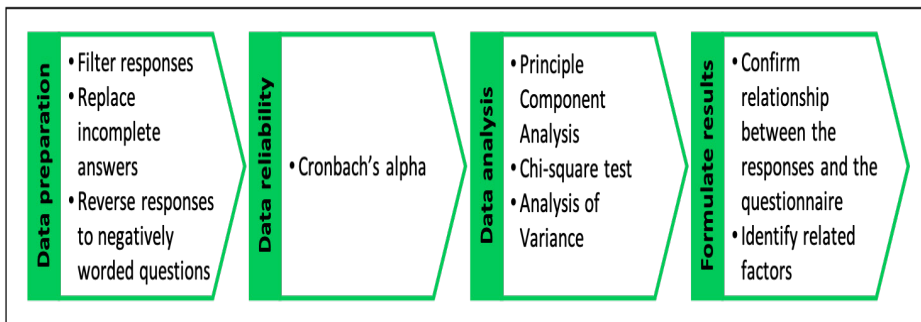 Data preparation
• Filter responses
• Replace
incomplete
answers
• Reverse responses
to negatively
worded questions
Data reliability
• Cronbach's alpha
Data analysis
• Principle
Component
Analysis
• Chi-square test
• Analysis of
Variance
Formulate results
• Confirm
relationship
between the
responses and the
questionnaire
• Identify related
factors